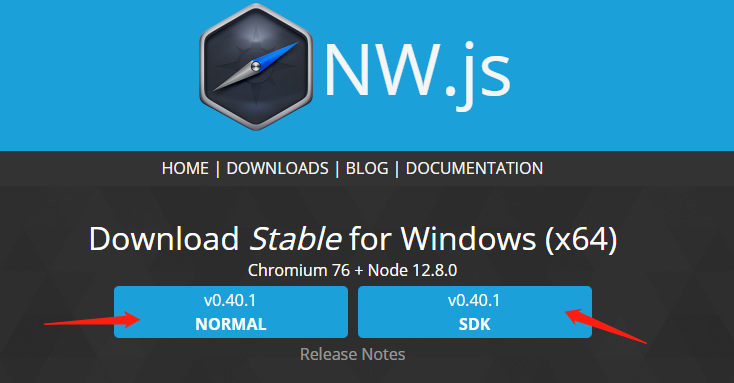 NW.js
HOME | DOWNLOADS | BLOG | DOCUMENTATION
Download Stable for Windows (x64)
Chromium 76 + Node 12.8.0
v0.40.1
NORMAL
v0.40.1
SDK
Release Notes